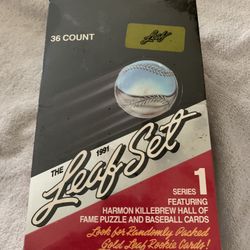 36 COUNT
Leaf
THE 1991
Leaf Set
SERIES 1
FEATURING
HARMON KILLEBREW HALL OF
FAME PUZZLE AND BASEBALL CARDS
Look for Randomly Packed
Gold Leaf Rookie Cards!